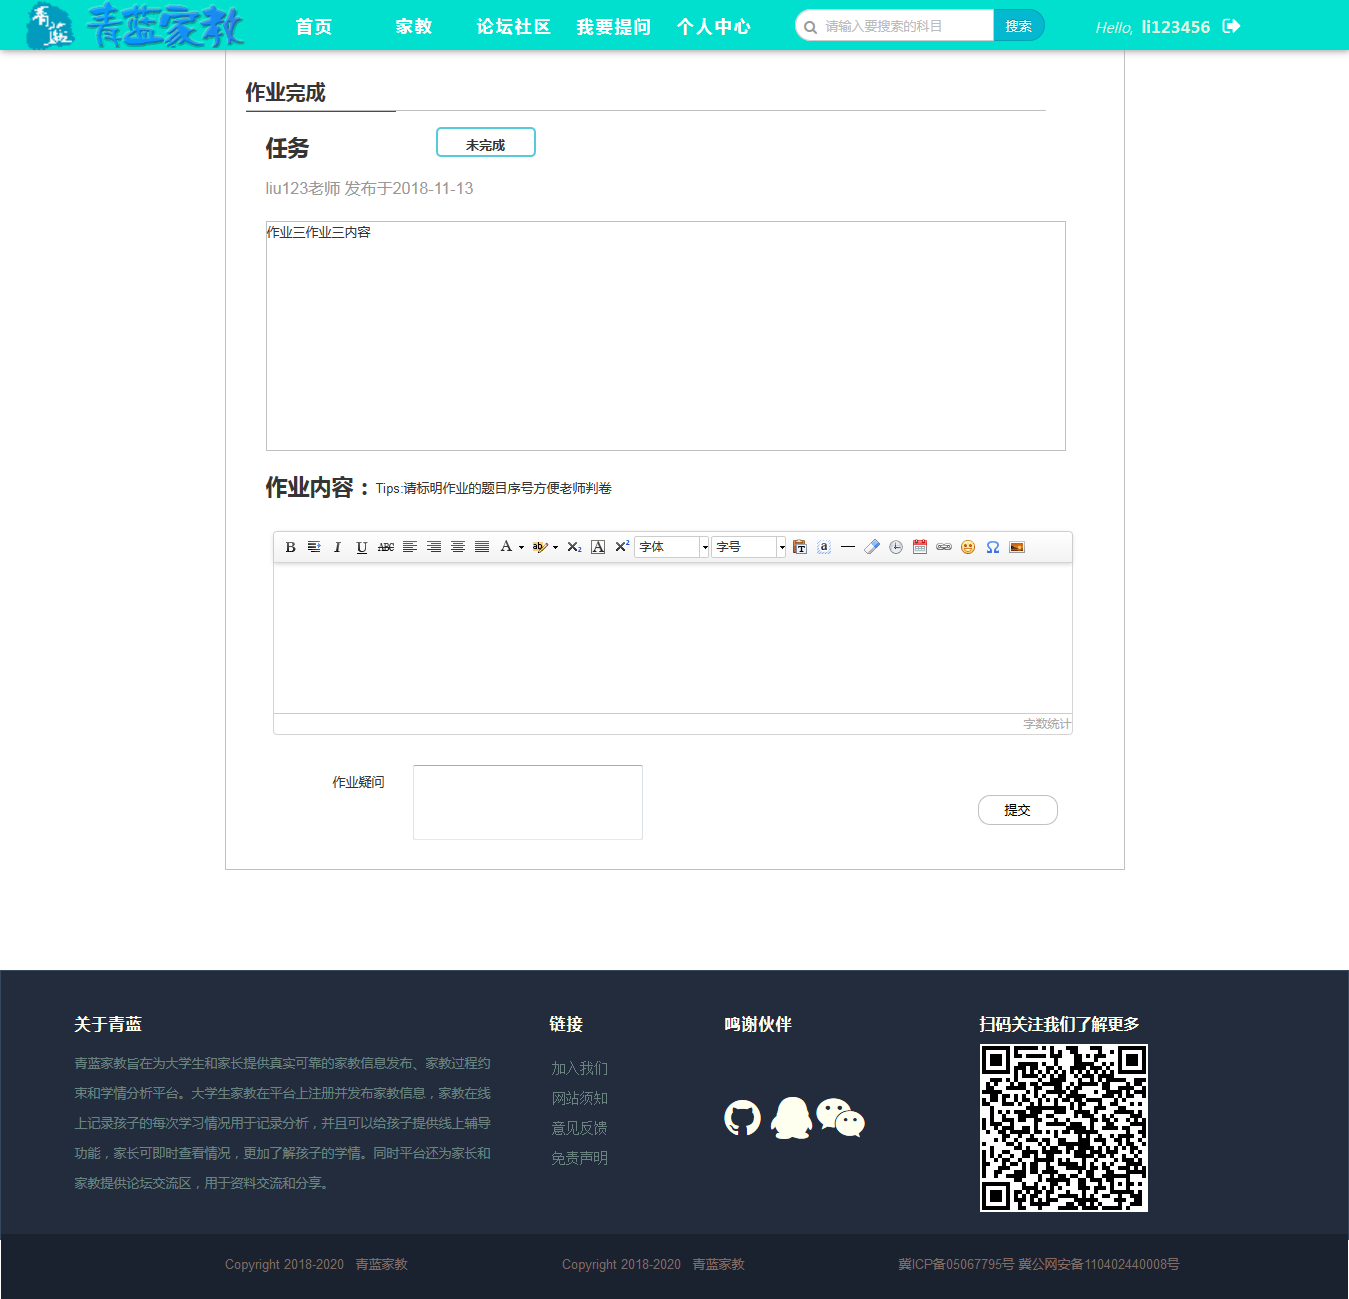 青蓝 青蓝家教 首页 家教 论坛社区 我要提问 个人中心 请输入要搜索的科目 搜索 Hello, li123456
作业完成
任务 未完成
liu123老师 发布于2018-11-13
作业三作业三内容
作业内容： Tips:请标明作业的题目序号方便老师判卷
B I U ABC A ab X₂ A X² 字体 字号 T a Ω
字数统计
作业疑问
提交
关于青蓝
青蓝家教旨在为大学生和家长提供真实可靠的家教信息发布、家教过程约
束和学情分析平台。大学生家教在平台上注册并发布家教信息，家教在线
上记录孩子的每次学习情况用于记录分析，并且可以给孩子提供线上辅导
功能，家长可即时查看情况，更加了解孩子的学情。同时平台还为家长和
家教提供论坛交流区，用于资料交流和分享。
链接
加入我们
网站须知
意见反馈
免责声明
鸣谢伙伴
扫码关注我们了解更多
Copyright 2018-2020 青蓝家教 Copyright 2018-2020 青蓝家教 冀ICP备05067795号 冀公网安备110402440008号